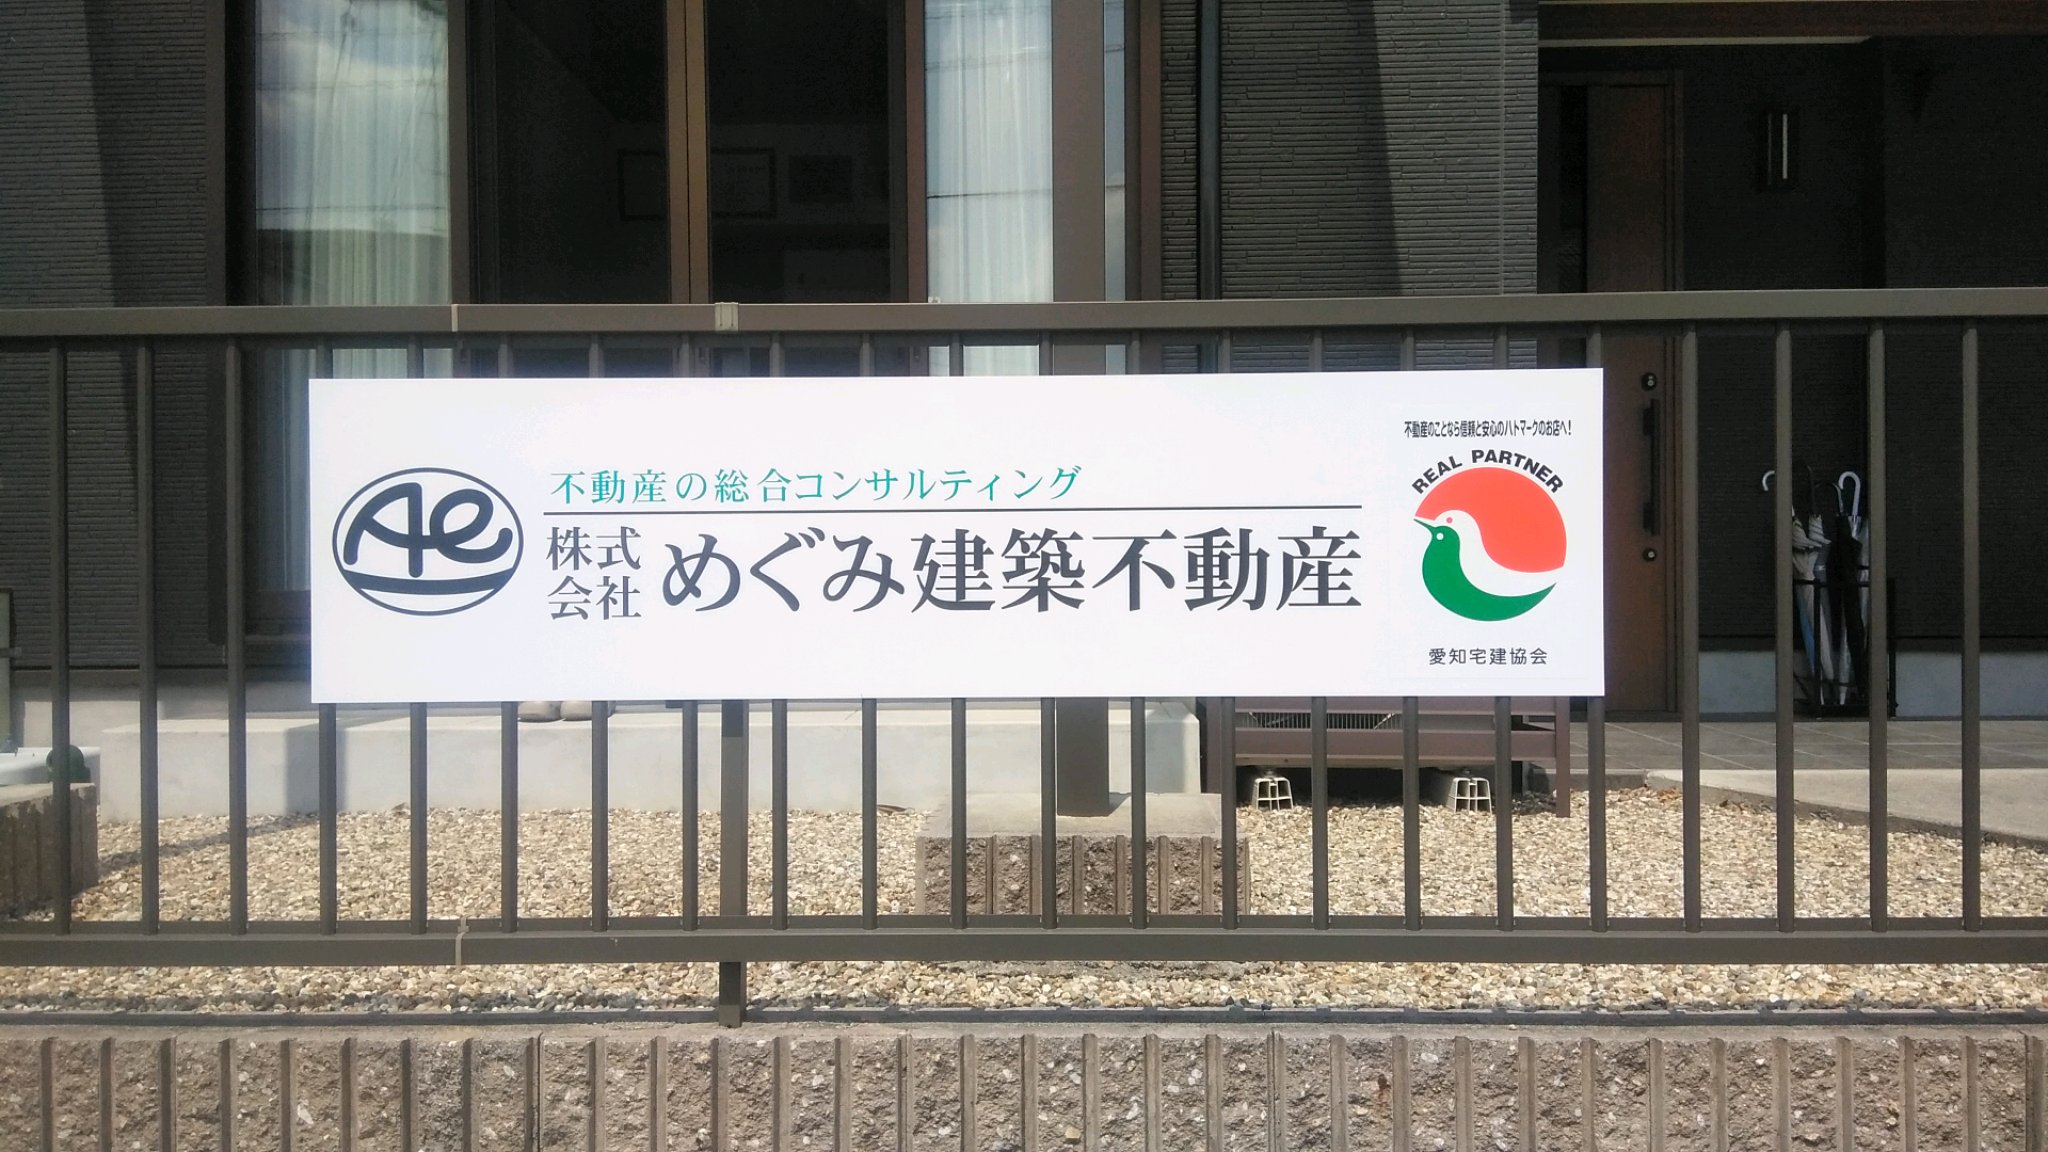 Ae
不動産の総合コンサルティング
株式会社 めぐみ建築不動産
不動産のことなら信頼と安心のハトマークのお店へ!
REAL PARTNER
愛知宅建協会